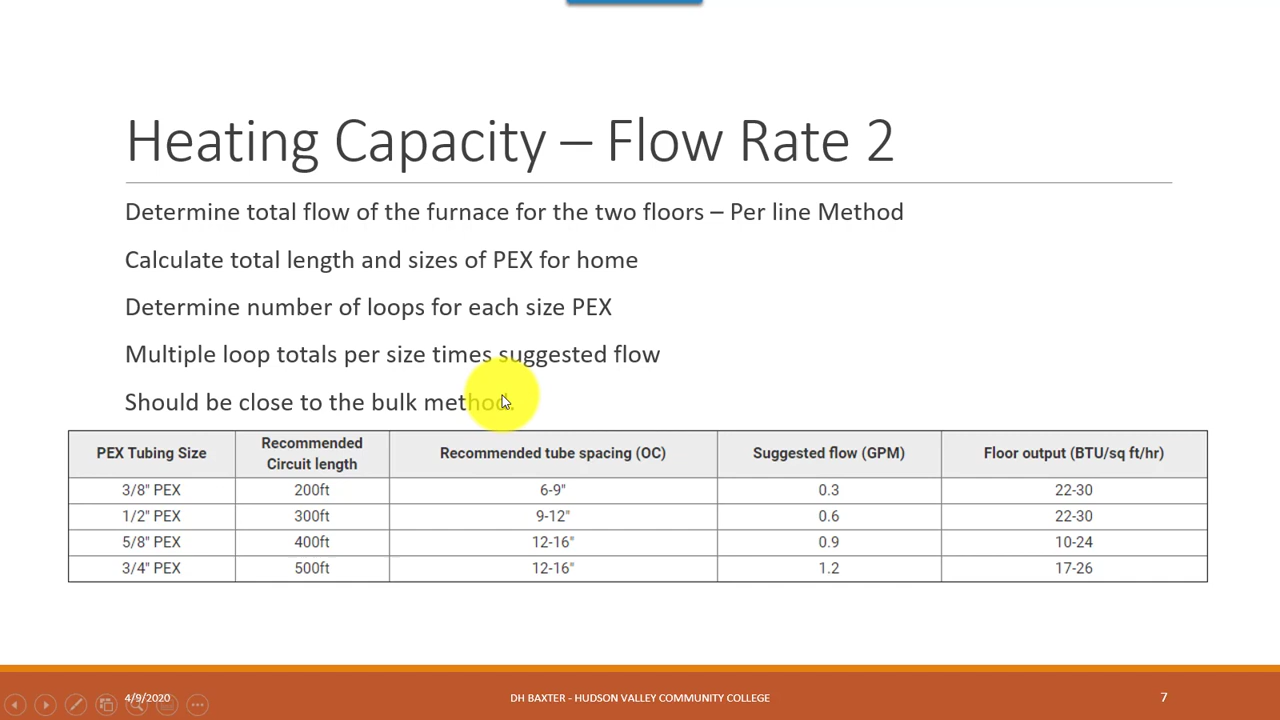 Heating Capacity – Flow Rate 2
Determine total flow of the furnace for the two floors – Per line Method
Calculate total length and sizes of PEX for home
Determine number of loops for each size PEX
Multiple loop totals per size times suggested flow
Should be close to the bulk method.
PEX Tubing Size Recommended Circuit length Recommended tube spacing (OC) Suggested flow (GPM) Floor output (BTU/sq ft/hr)
3/8" PEX 200ft 6-9" 0.3 22-30
1/2" PEX 300ft 9-12" 0.6 22-30
5/8" PEX 400ft 12-16" 0.9 10-24
3/4" PEX 500ft 12-16" 1.2 17-26
4/9/2020 DH BAXTER - HUDSON VALLEY COMMUNITY COLLEGE 7